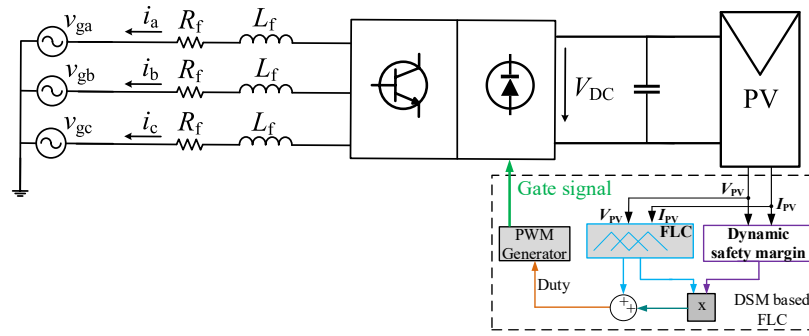 v_ga i_a R_f L_f
v_gb i_b R_f L_f
v_gc i_c R_f L_f
V_DC
PV
Gate signal
V_PV I_PV
V_PV I_PV
FLC
Dynamic
safety margin
PWM
Generator
Duty
+
+
x
DSM based
FLC